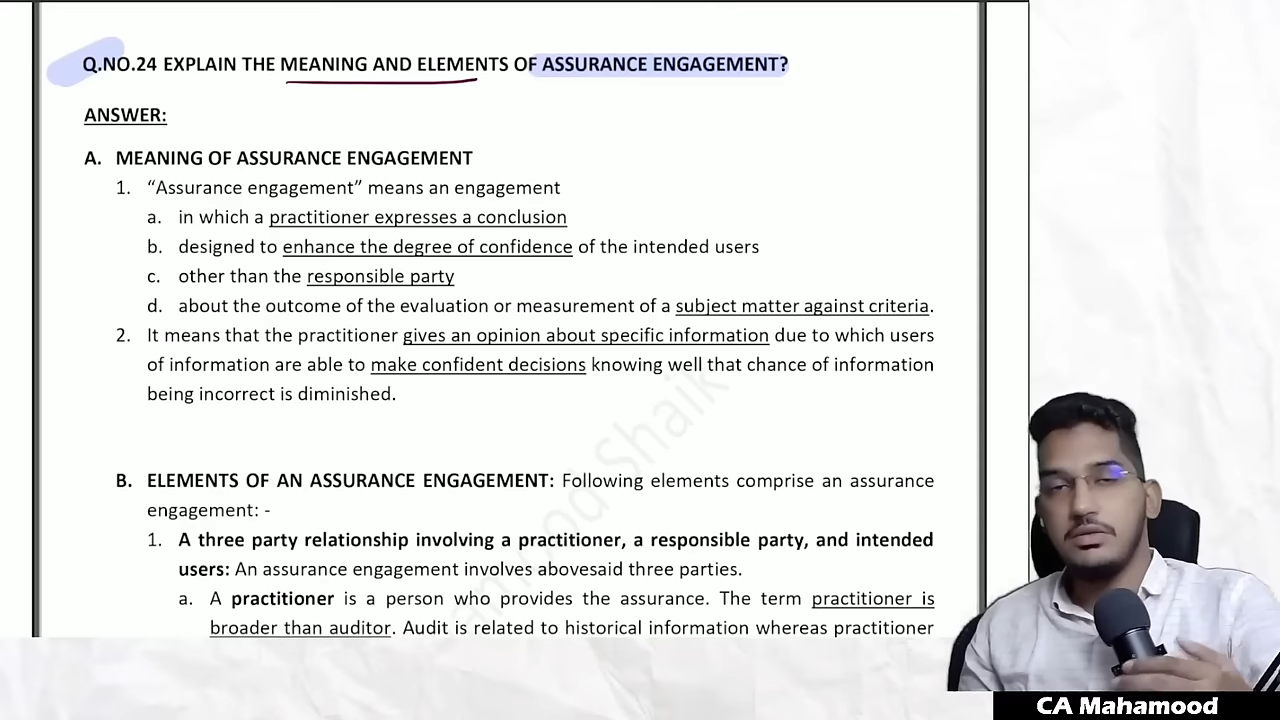 Q.NO.24 EXPLAIN THE MEANING AND ELEMENTS OF ASSURANCE ENGAGEMENT?
ANSWER:
A. MEANING OF ASSURANCE ENGAGEMENT
1. “Assurance engagement” means an engagement
a. in which a practitioner expresses a conclusion
b. designed to enhance the degree of confidence of the intended users
c. other than the responsible party
d. about the outcome of the evaluation or measurement of a subject matter against criteria.
2. It means that the practitioner gives an opinion about specific information due to which users
of information are able to make confident decisions knowing well that chance of information
being incorrect is diminished.
B. ELEMENTS OF AN ASSURANCE ENGAGEMENT: Following elements comprise an assurance
engagement: -
1. A three party relationship involving a practitioner, a responsible party, and intended
users: An assurance engagement involves abovesaid three parties.
a. A practitioner is a person who provides the assurance. The term practitioner is
broader than auditor. Audit is related to historical information whereas practitioner
Shaik
CA Mahamood